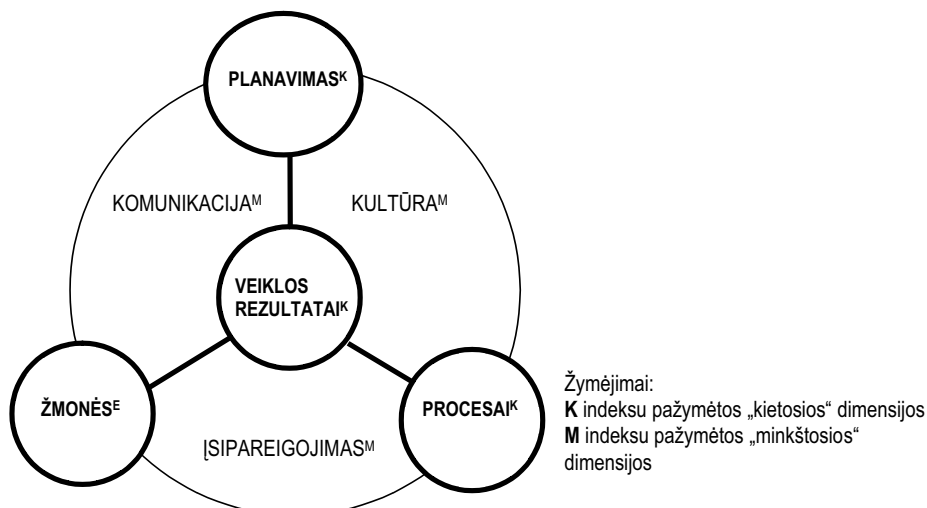 PLANAVIMASᴷ
KOMUNIKACIJAᴹ
KULTŪRAᴹ
VEIKLOS
REZULTATAIᴷ
ŽMONĖSᴱ
PROCESAIᴷ
ĮSIPAREIGOJIMASᴹ
Žymėjimai:
K indeksu pažymėtos „kietosios“ dimensijos
M indeksu pažymėtos „minkštosios“
dimensijos